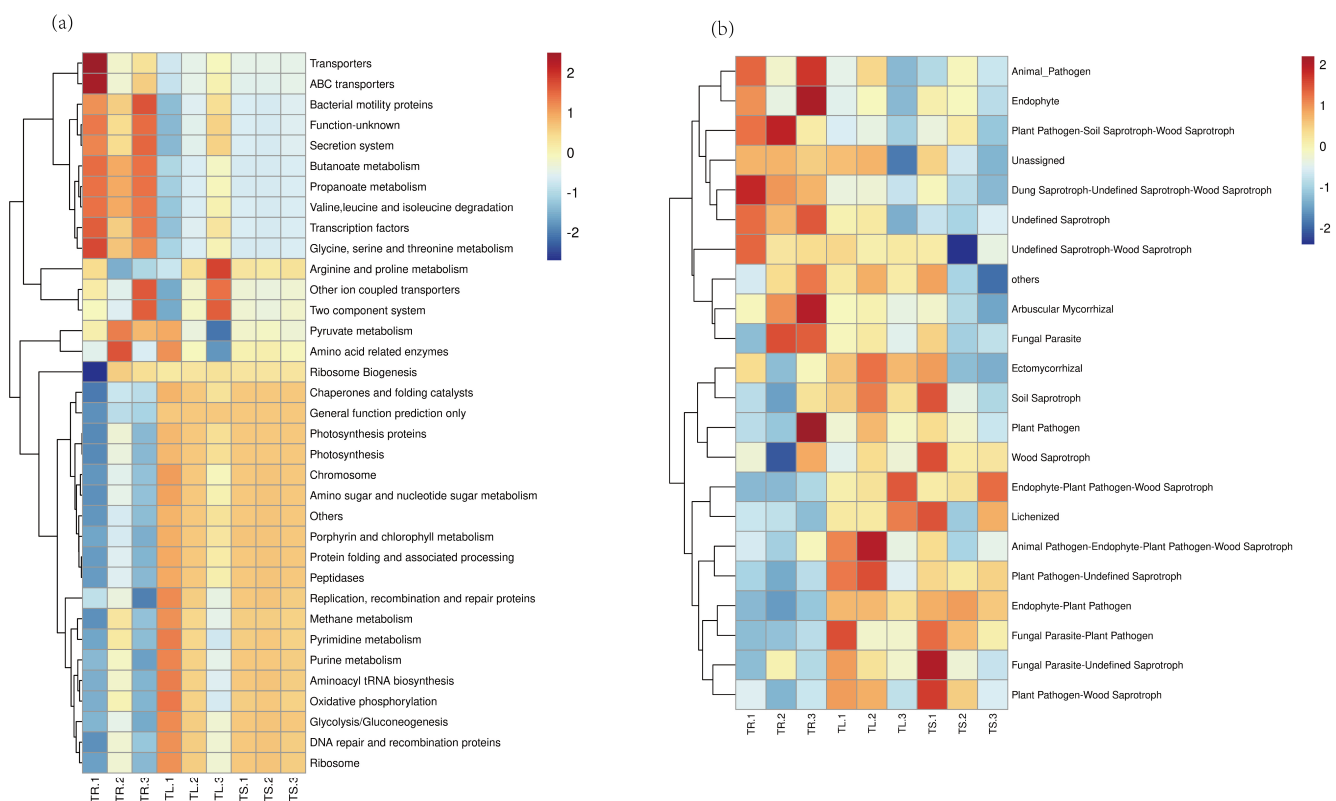 (a)
Transporters
ABC transporters
Bacterial motility proteins
Function-unknown
Secretion system
Butanoate metabolism
Propanoate metabolism
Valine,leucine and isoleucine degradation
Transcription factors
Glycine, serine and threonine metabolism
Arginine and proline metabolism
Other ion coupled transporters
Two component system
Pyruvate metabolism
Amino acid related enzymes
Ribosome Biogenesis
Chaperones and folding catalysts
General function prediction only
Photosynthesis proteins
Photosynthesis
Chromosome
Amino sugar and nucleotide sugar metabolism
Others
Porphyrin and chlorophyll metabolism
Protein folding and associated processing
Peptidases
Replication, recombination and repair proteins
Methane metabolism
Pyrimidine metabolism
Purine metabolism
Aminoacyl tRNA biosynthesis
Oxidative phosphorylation
Glycolysis/Gluconeogenesis
DNA repair and recombination proteins
Ribosome
TR.1
TR.2
TR.3
TL.1
TL.2
TL.3
TS.1
TS.2
TS.3
2
1
0
-1
-2
(b)
Animal_Pathogen
Endophyte
Plant Pathogen-Soil Saprotroph-Wood Saprotroph
Unassigned
Dung Saprotroph-Undefined Saprotroph-Wood Saprotroph
Undefined Saprotroph
Undefined Saprotroph-Wood Saprotroph
others
Arbuscular Mycorrhizal
Fungal Parasite
Ectomycorrhizal
Soil Saprotroph
Plant Pathogen
Wood Saprotroph
Endophyte-Plant Pathogen-Wood Saprotroph
Lichenized
Animal Pathogen-Endophyte-Plant Pathogen-Wood Saprotroph
Plant Pathogen-Undefined Saprotroph
Endophyte-Plant Pathogen
Fungal Parasite-Plant Pathogen
Fungal Parasite-Undefined Saprotroph
Plant Pathogen-Wood Saprotroph
TR.1
TR.2
TR.3
TL.1
TL.2
TL.3
TS.1
TS.2
TS.3
2
1
0
-1
-2